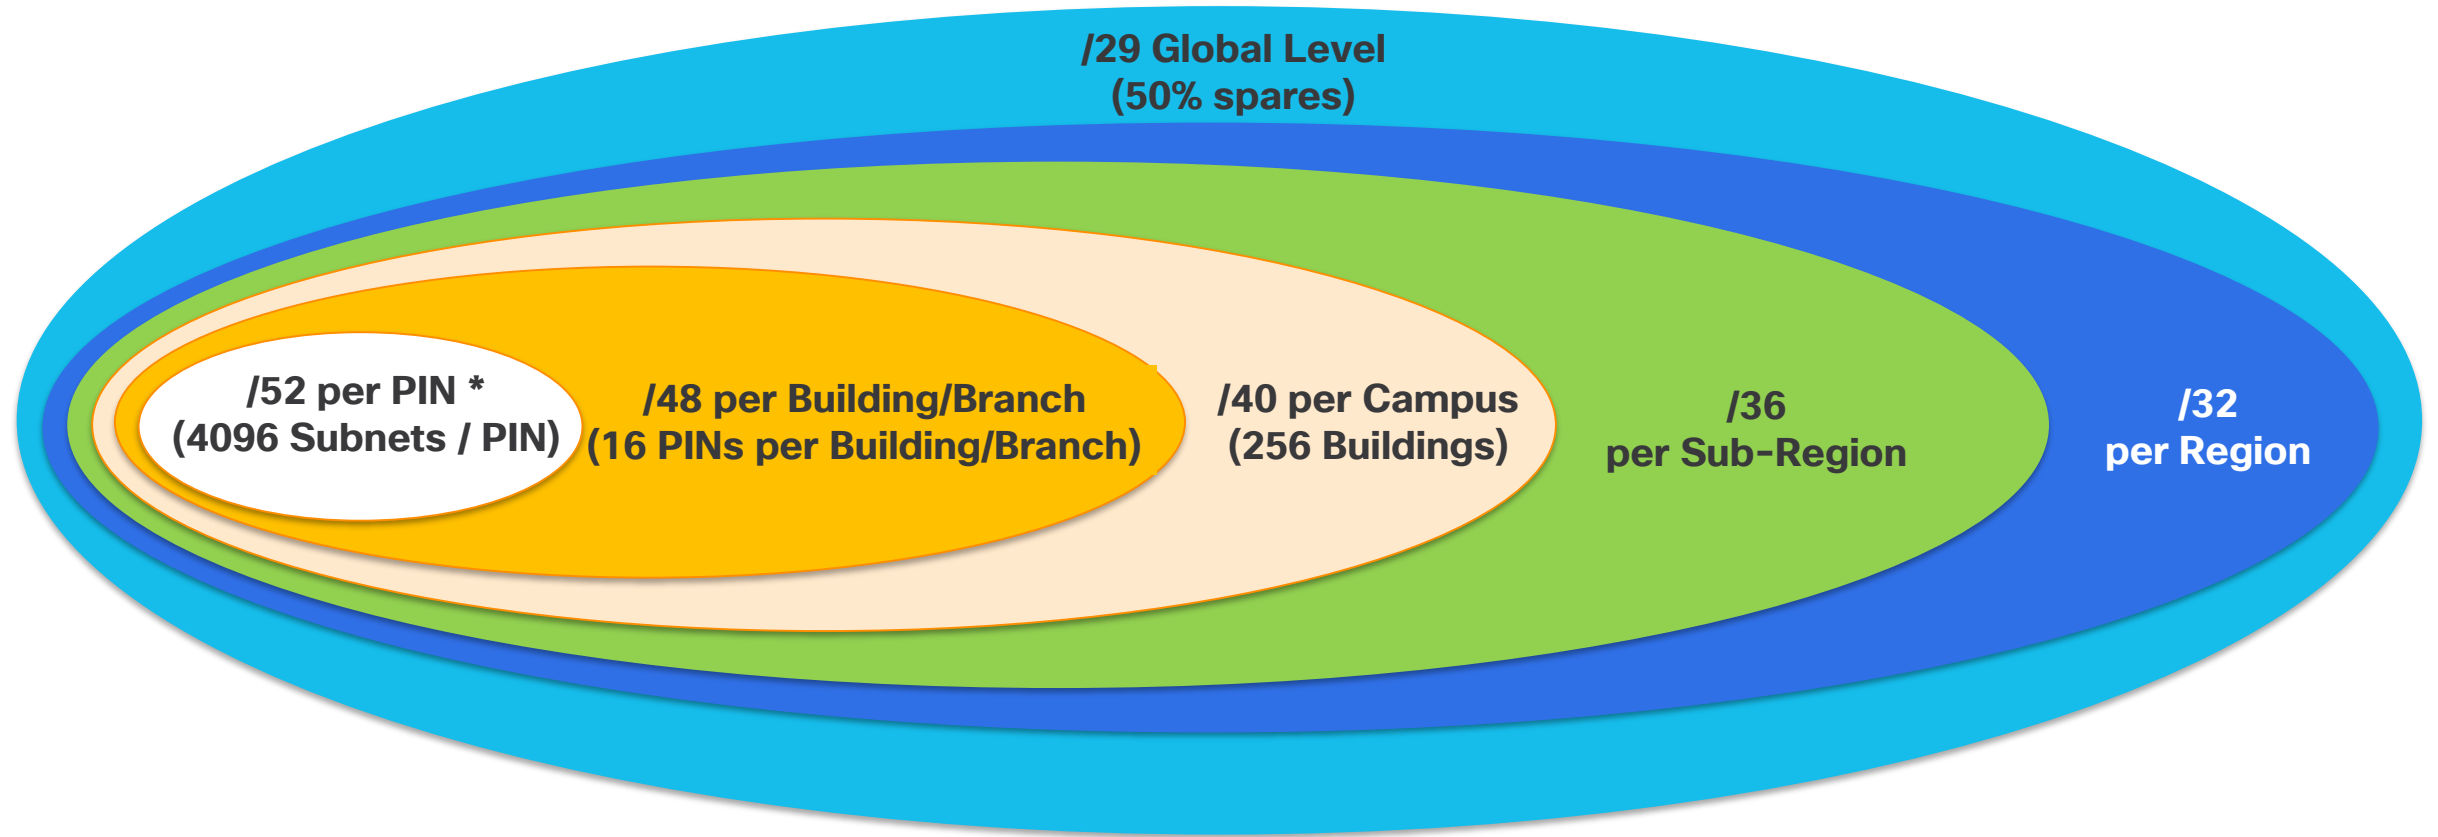 /29 Global Level
(50% spares)
/52 per PIN *
(4096 Subnets / PIN)
/48 per Building/Branch
(16 PINs per Building/Branch)
/40 per Campus
(256 Buildings)
/36
per Sub-Region
/32
per Region